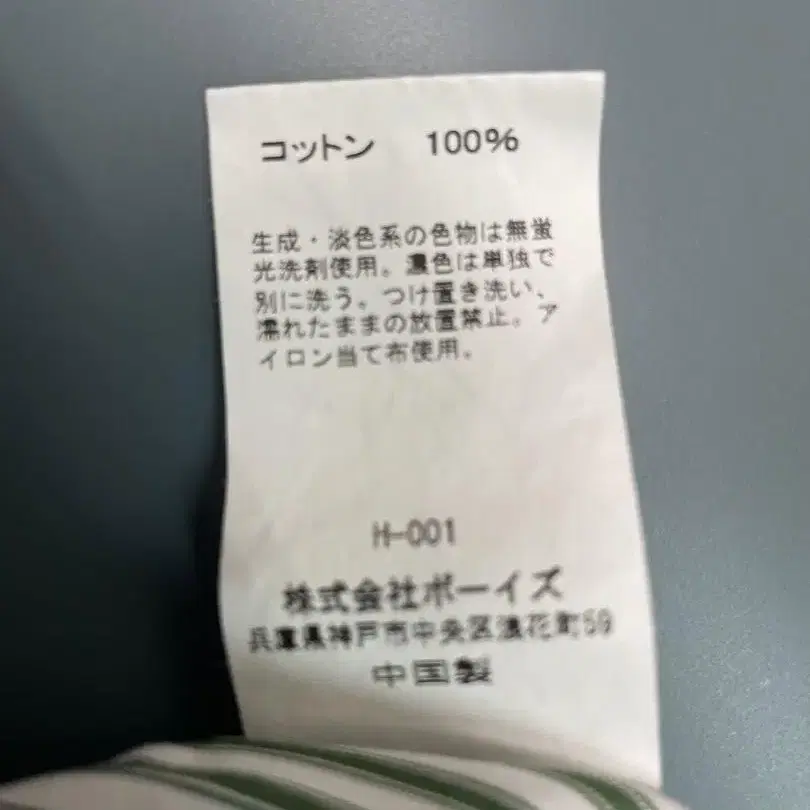 コットン 100%
生成・淡色系の色物は無蛍
光洗剤使用。濃色は単独で
別に洗う。つけ置き洗い、
濡れたままの放置禁止。ア
イロン当て布使用。
H-001
株式会社ボーイズ
兵庫県神戸市中央区浪花町59
中国製